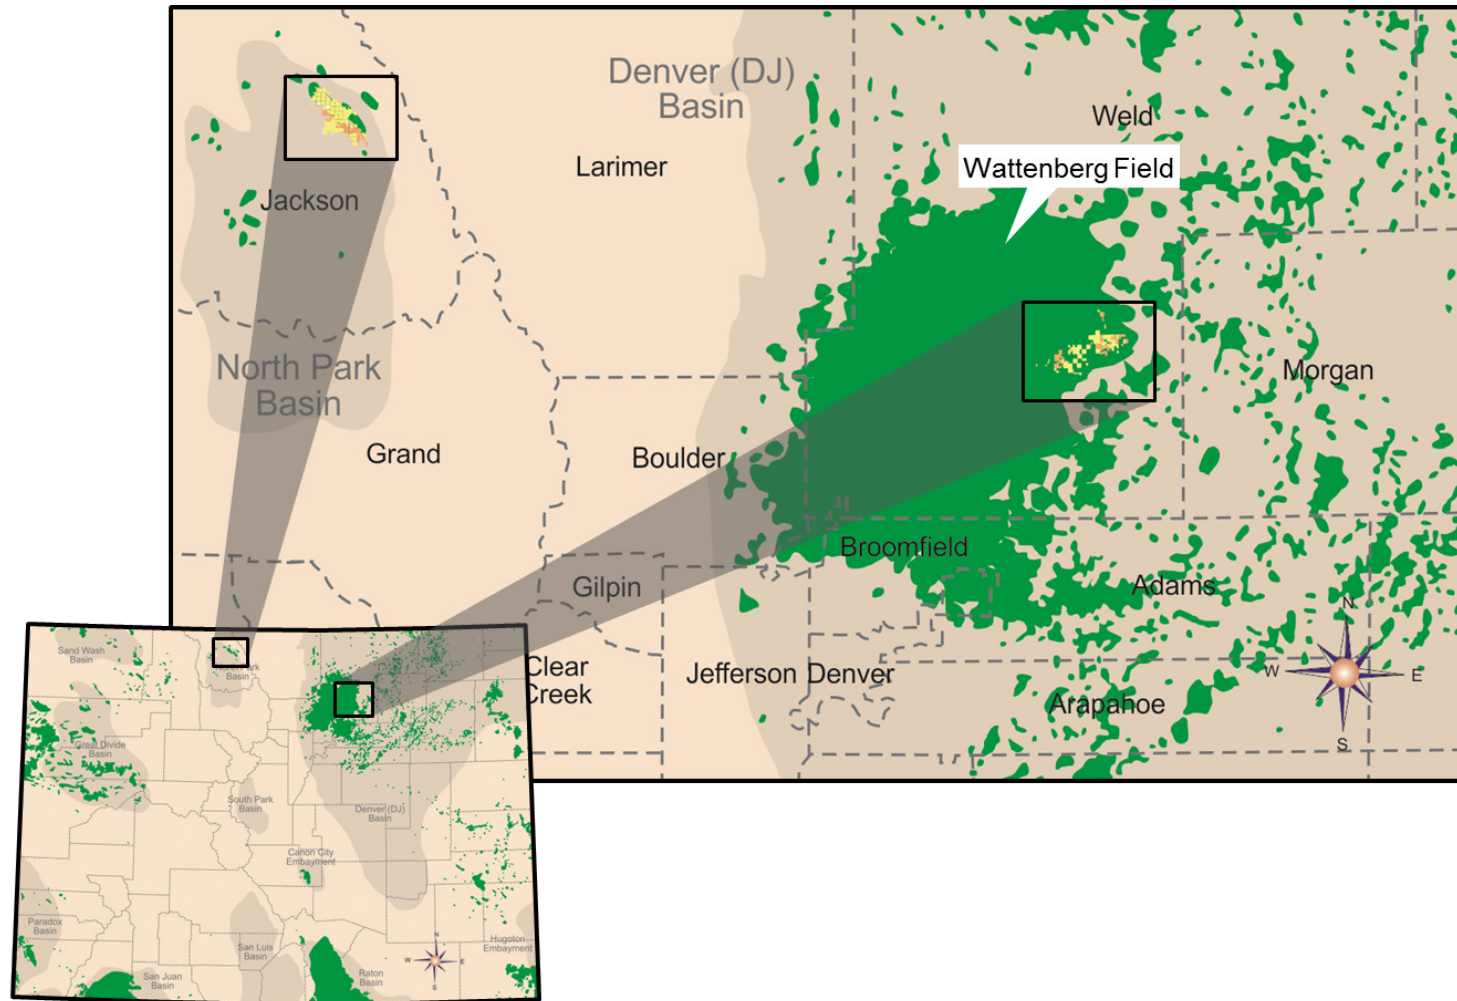 Denver (DJ)
Basin
Weld
Wattenberg Field
Larimer
Jackson
North Park
Basin
Morgan
Grand
Boulder
Broomfield
Gilpin
Adams
N
W
E
S
Clear
Creek
Jefferson
Denver
Arapahoe
Sand Wash
Basin
Park
Basin
Great Divide
Basin
South Park
Basin
Denver (DJ)
Basin
Canon City
Embayment
Paradox
Basin
San Luis
Basin
San Juan
Basin
Raton
Basin
Hugoton
Embayment
N
W
E
S